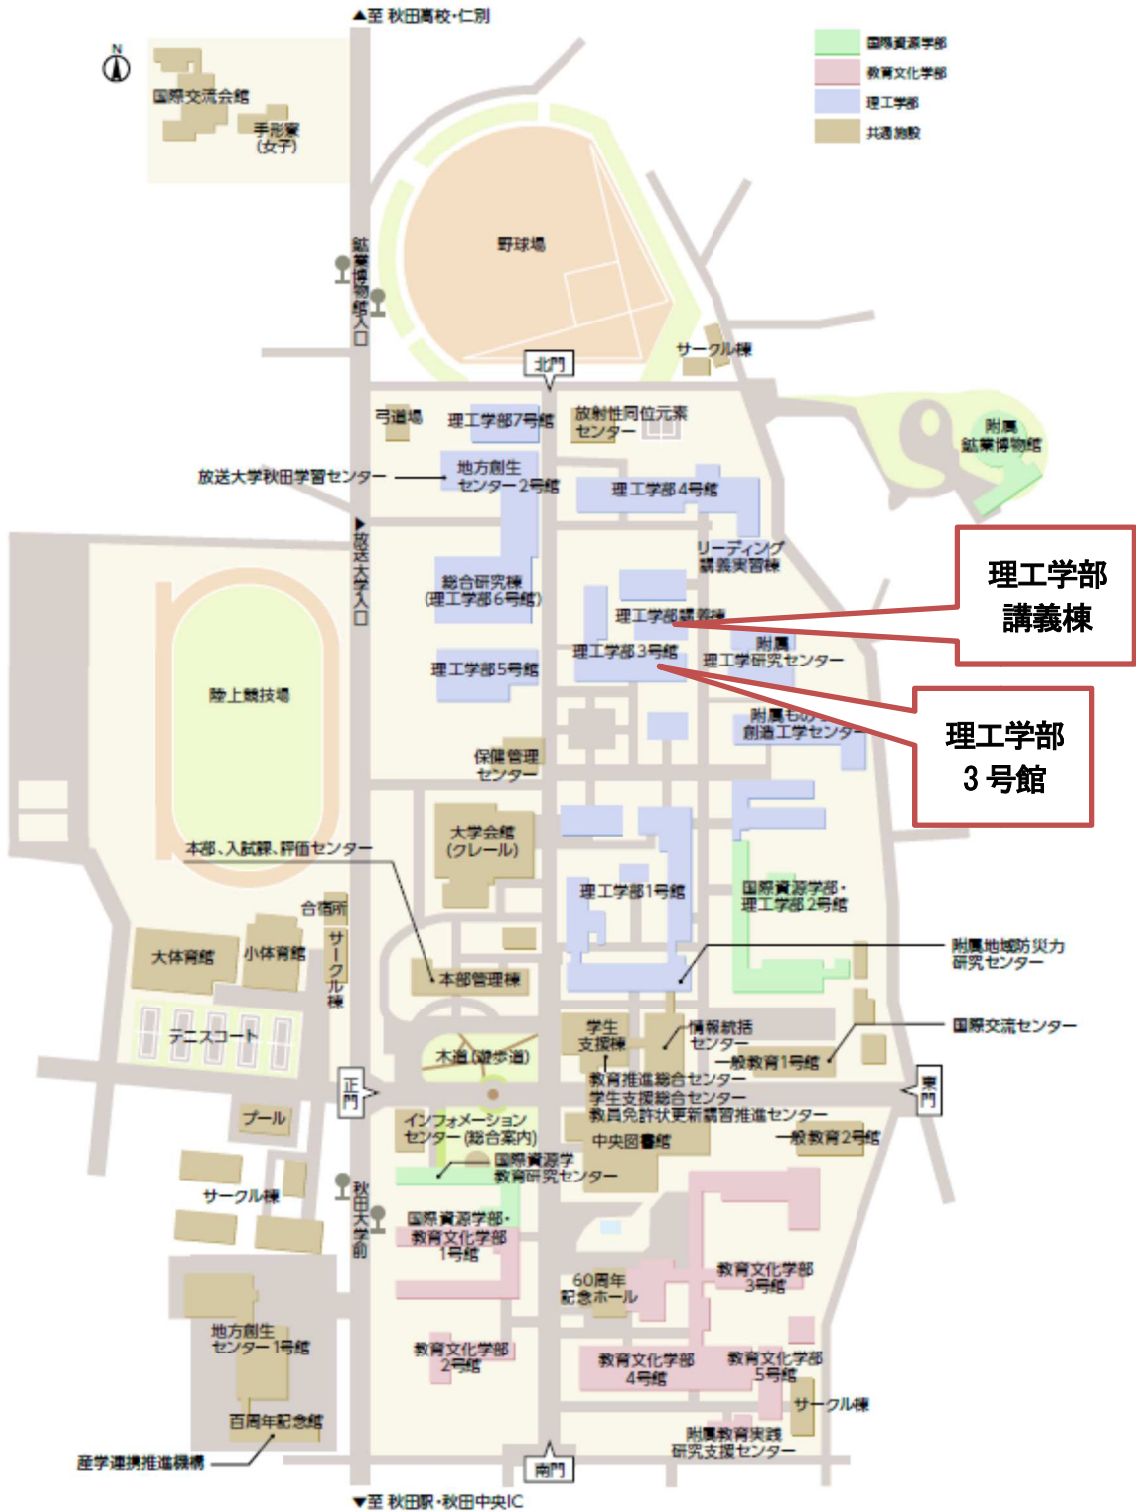 ▲至 秋田高校・仁別
N
国際交流会館
手形寮
(女子)
国際資源学部
教育文化学部
理工学部
共通施設
野球場
鉱業博物館入口
サークル棟
北門
弓道場
理工学部7号館
放射性同位元素
センター
附属
鉱業博物館
放送大学秋田学習センター
地方創生
センター2号館
理工学部4号館
▶放送大学入口
リーディング
講義実習棟
理工学部
講義棟
総合研究棟
(理工学部6号館)
理工学部講義棟
理工学部3号館
附属
理工学研究センター
理工学部5号館
陸上競技場
附属もの
創造工学センター
理工学部
3号館
保健管理
センター
大学会館
(クレール)
本部、入試課、評価センター
理工学部1号館
国際資源学部・
理工学部2号館
合宿所
サークル棟
大体育館
小体育館
附属地域防災力
研究センター
本部管理棟
テニスコート
学生
支援棟
情報統括
センター
国際交流センター
木道(遊歩道)
一般教育1号館
教育推進総合センター
学生支援総合センター
教員免許状更新講習推進センター
正門
東門
プール
インフォメーション
センター(総合案内)
中央図書館
一般教育2号館
国際資源学
教育研究センター
サークル棟
秋田大学前
国際資源学部・
教育文化学部
1号館
60周年
記念ホール
教育文化学部
3号館
地方創生
センター1号館
教育文化学部
2号館
教育文化学部
4号館
教育文化学部
5号館
サークル棟
百周年記念館
附属教育実践
研究支援センター
産学連携推進機構
南門
▼至 秋田駅・秋田中央IC